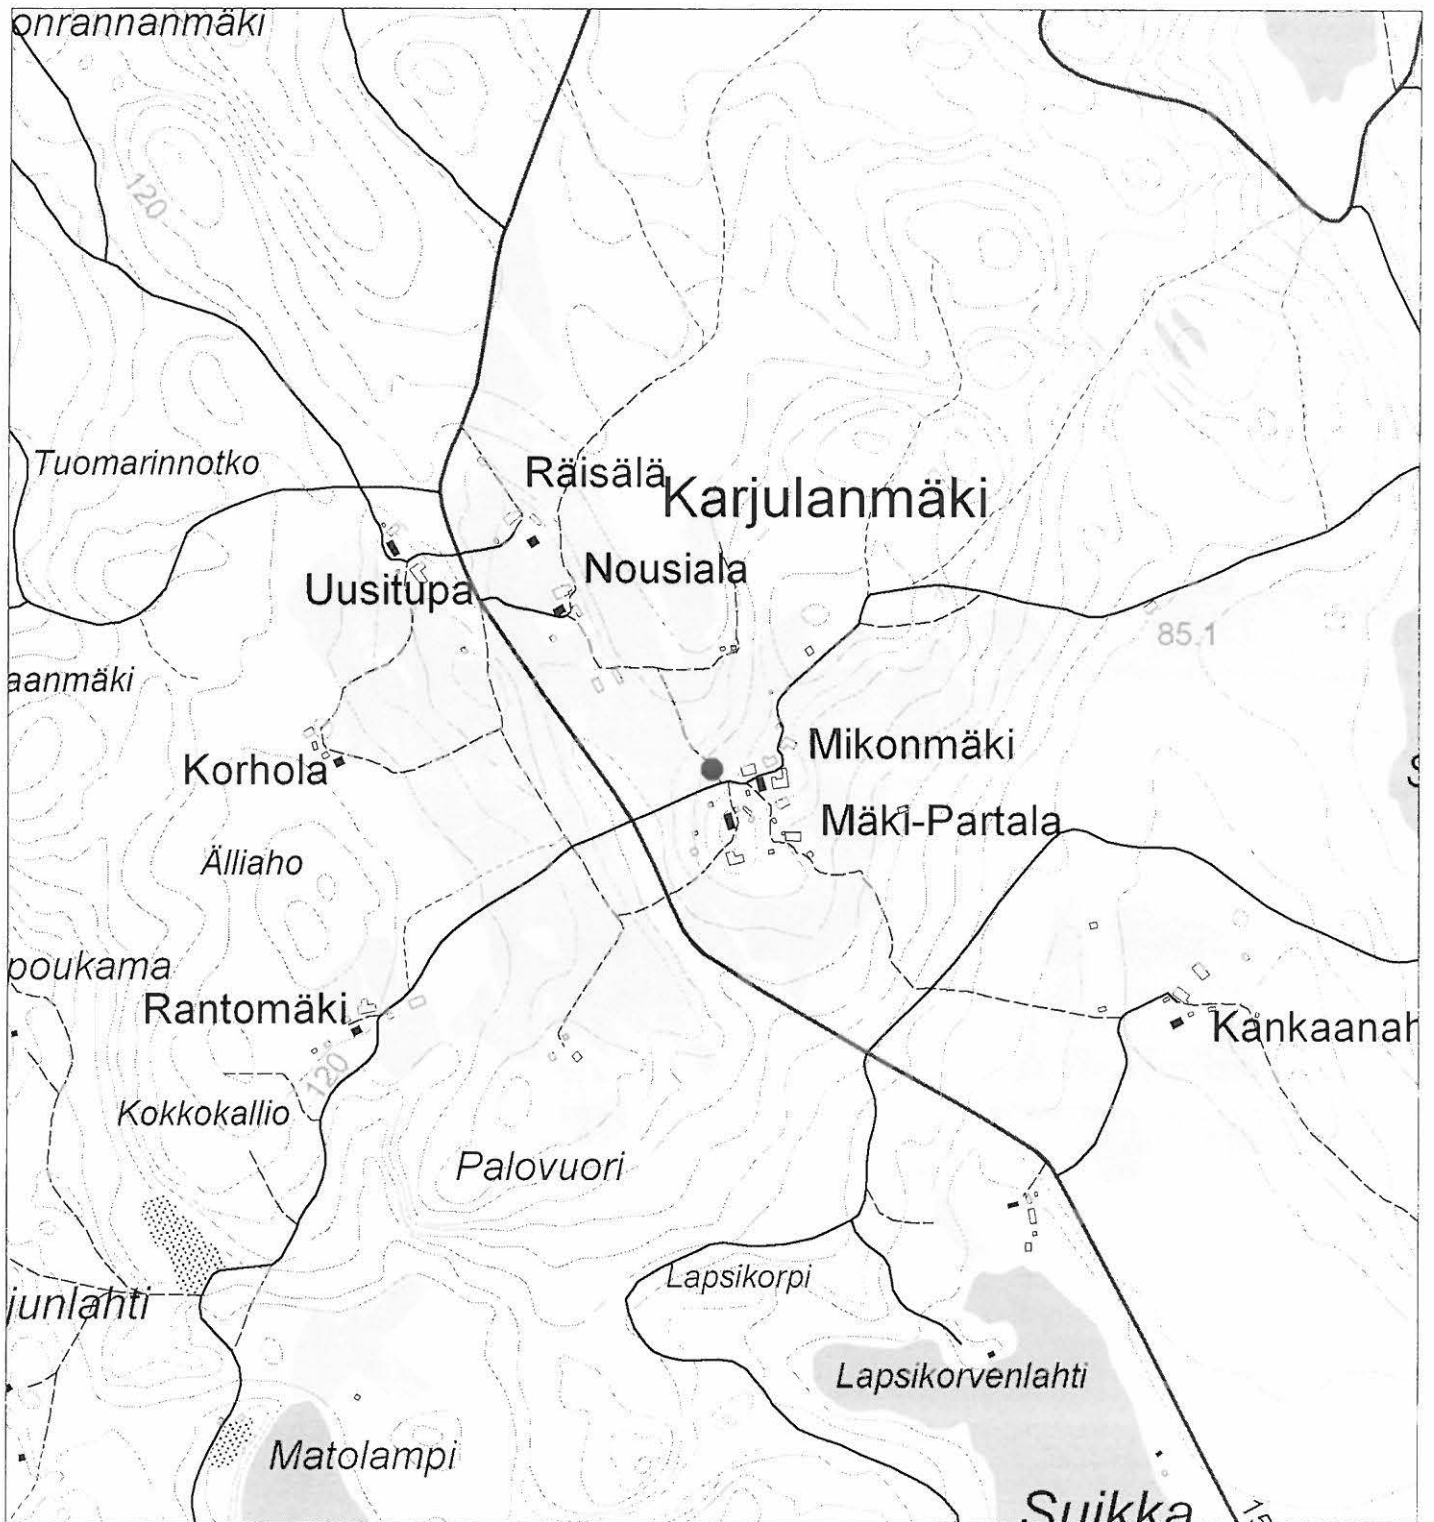 onrannanmäki
120
Tuomarinnotko
Räisälä
Karjulanmäki
Nousiala
Uusitupa
85.1
aanmäki
Mikonmäki
Korhola
Mäki-Partala
Älliaho
poukama
Rantomäki
Kankaanah
120
Kokkokallio
Palovuori
Lapsikorpi
junlahti
Lapsikorvenlahti
Matolampi
Suikka